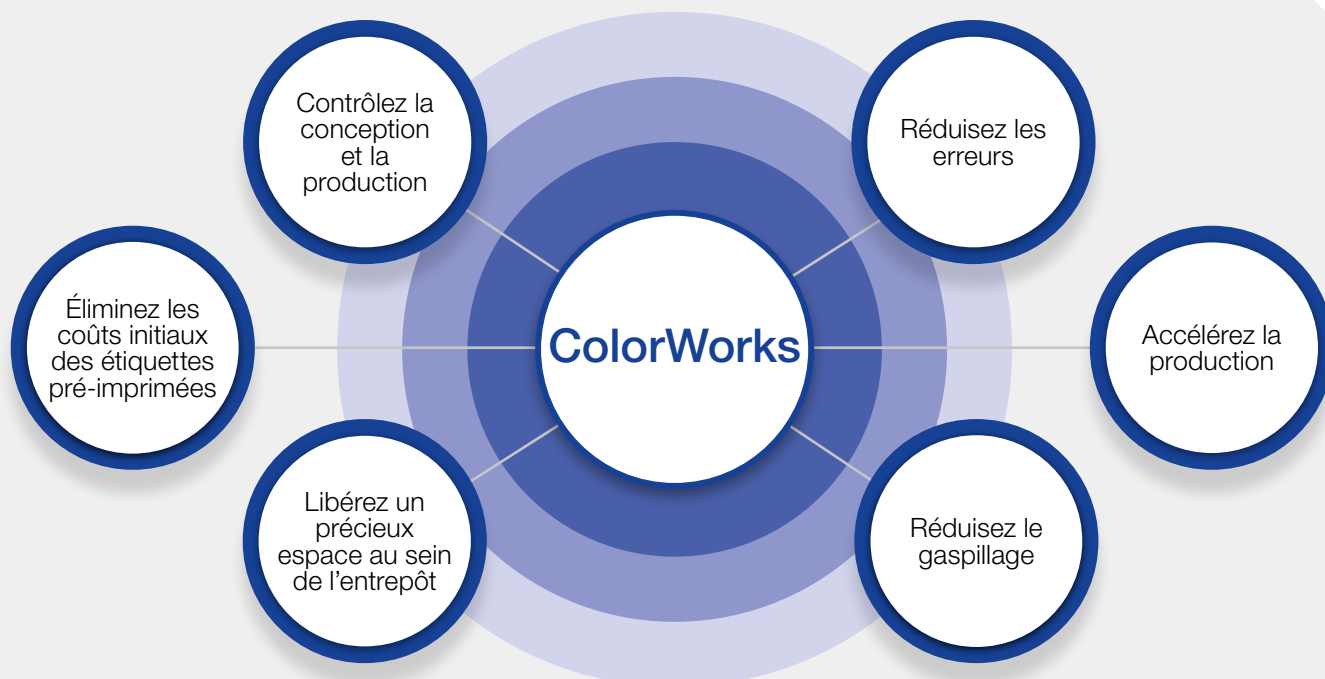 Contrôlez la
conception
et la
production
Réduisez les
erreurs
Éliminez les
coûts initiaux
des étiquettes
pré-imprimées
ColorWorks
Accélérez la
production
Libérez un
précieux
espace au sein
de l'entrepôt
Réduisez le
gaspillage